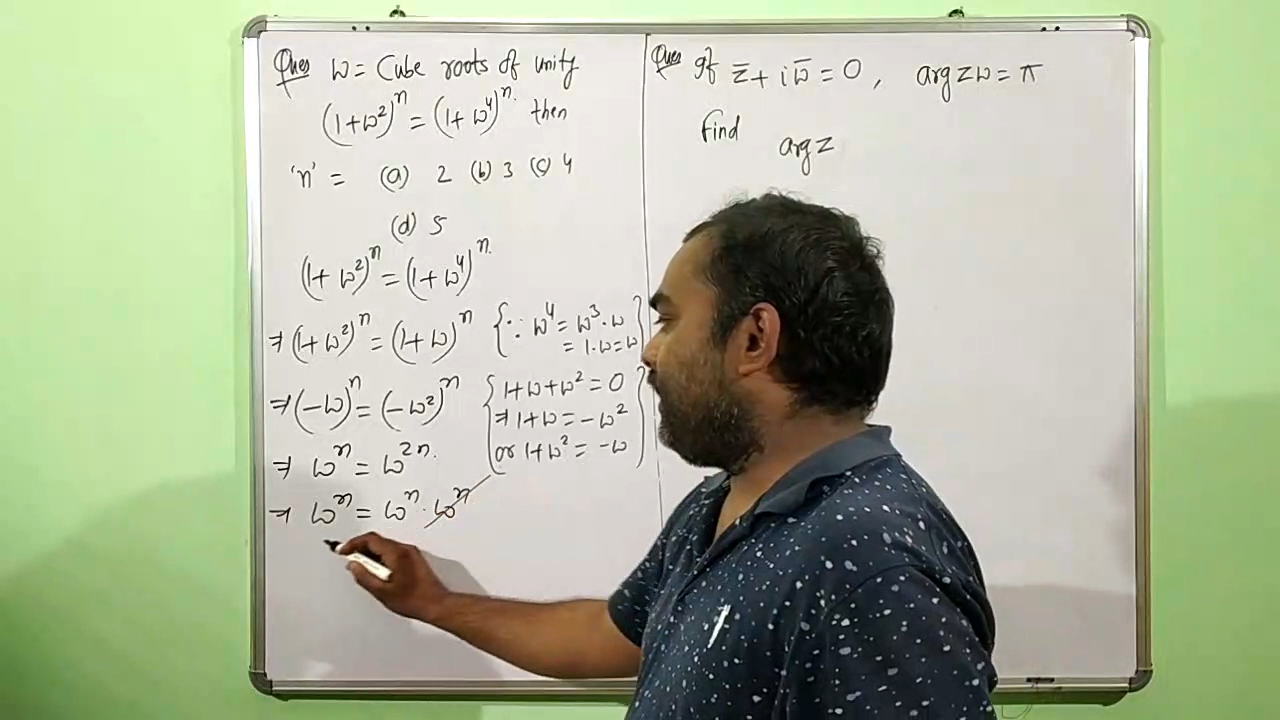 Ques ω = Cube roots of unity
(1+ω²)ⁿ = (1+ω⁴)ⁿ. then
'n' = (a) 2 (b) 3 (c) 4
(d) 5
(1+ω²)ⁿ = (1+ω⁴)ⁿ.
⇒ (1+ω²)ⁿ = (1+ω)ⁿ {∵ ω⁴ = ω³·ω
= 1·ω = ω}
⇒ (-ω)ⁿ = (-ω²)ⁿ {1+ω+ω² = 0
⇒ 1+ω = -ω²
or 1+ω² = -ω}
⇒ ωⁿ = ω²ⁿ.
⇒ ωⁿ = ωⁿ·ωⁿ
Ques If z̄ + iω̄ = 0, arg zω = π
Find
arg z